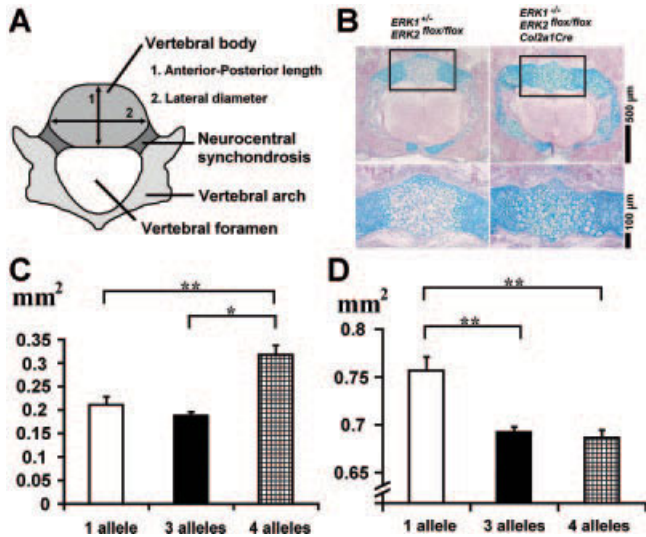 A
Vertebral body
1. Anterior-Posterior length
2. Lateral diameter
1
2
Neurocentral
synchondrosis
Vertebral arch
Vertebral foramen
B
ERK1 +/-
ERK2 flox/flox
ERK1 -/-
ERK2 flox/flox
Col2a1Cre
500 µm
100 µm
C
mm²
**
*
0.35
0.3
0.25
0.2
0.15
0.1
0.05
0
1 allele 3 alleles 4 alleles
D
mm²
**
**
0.8
0.75
0.7
0.65
1 allele 3 alleles 4 alleles